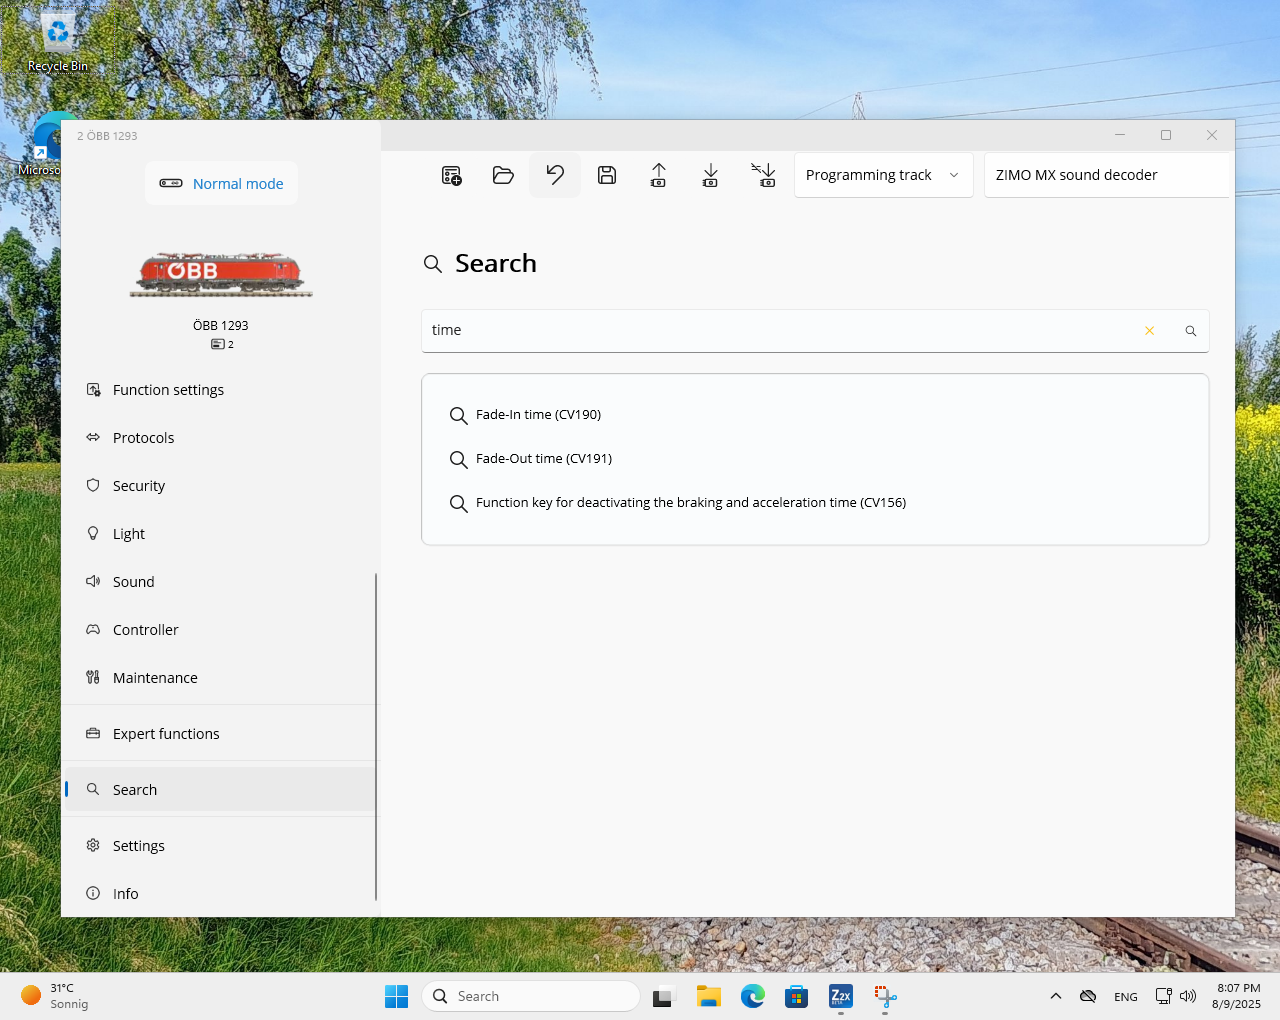 Recycle Bin
Microso
2 ÖBB 1293
Normal mode
ÖBB
ÖBB 1293
2
Function settings
Protocols
Security
Light
Sound
Controller
Maintenance
Expert functions
Search
Settings
Info
Programming track
ZIMO MX sound decoder
Search
time
Fade-In time (CV190)
Fade-Out time (CV191)
Function key for deactivating the braking and acceleration time (CV156)
31°C
Sonnig
Search
Z2X
BETA
ENG
8:07 PM
8/9/2025